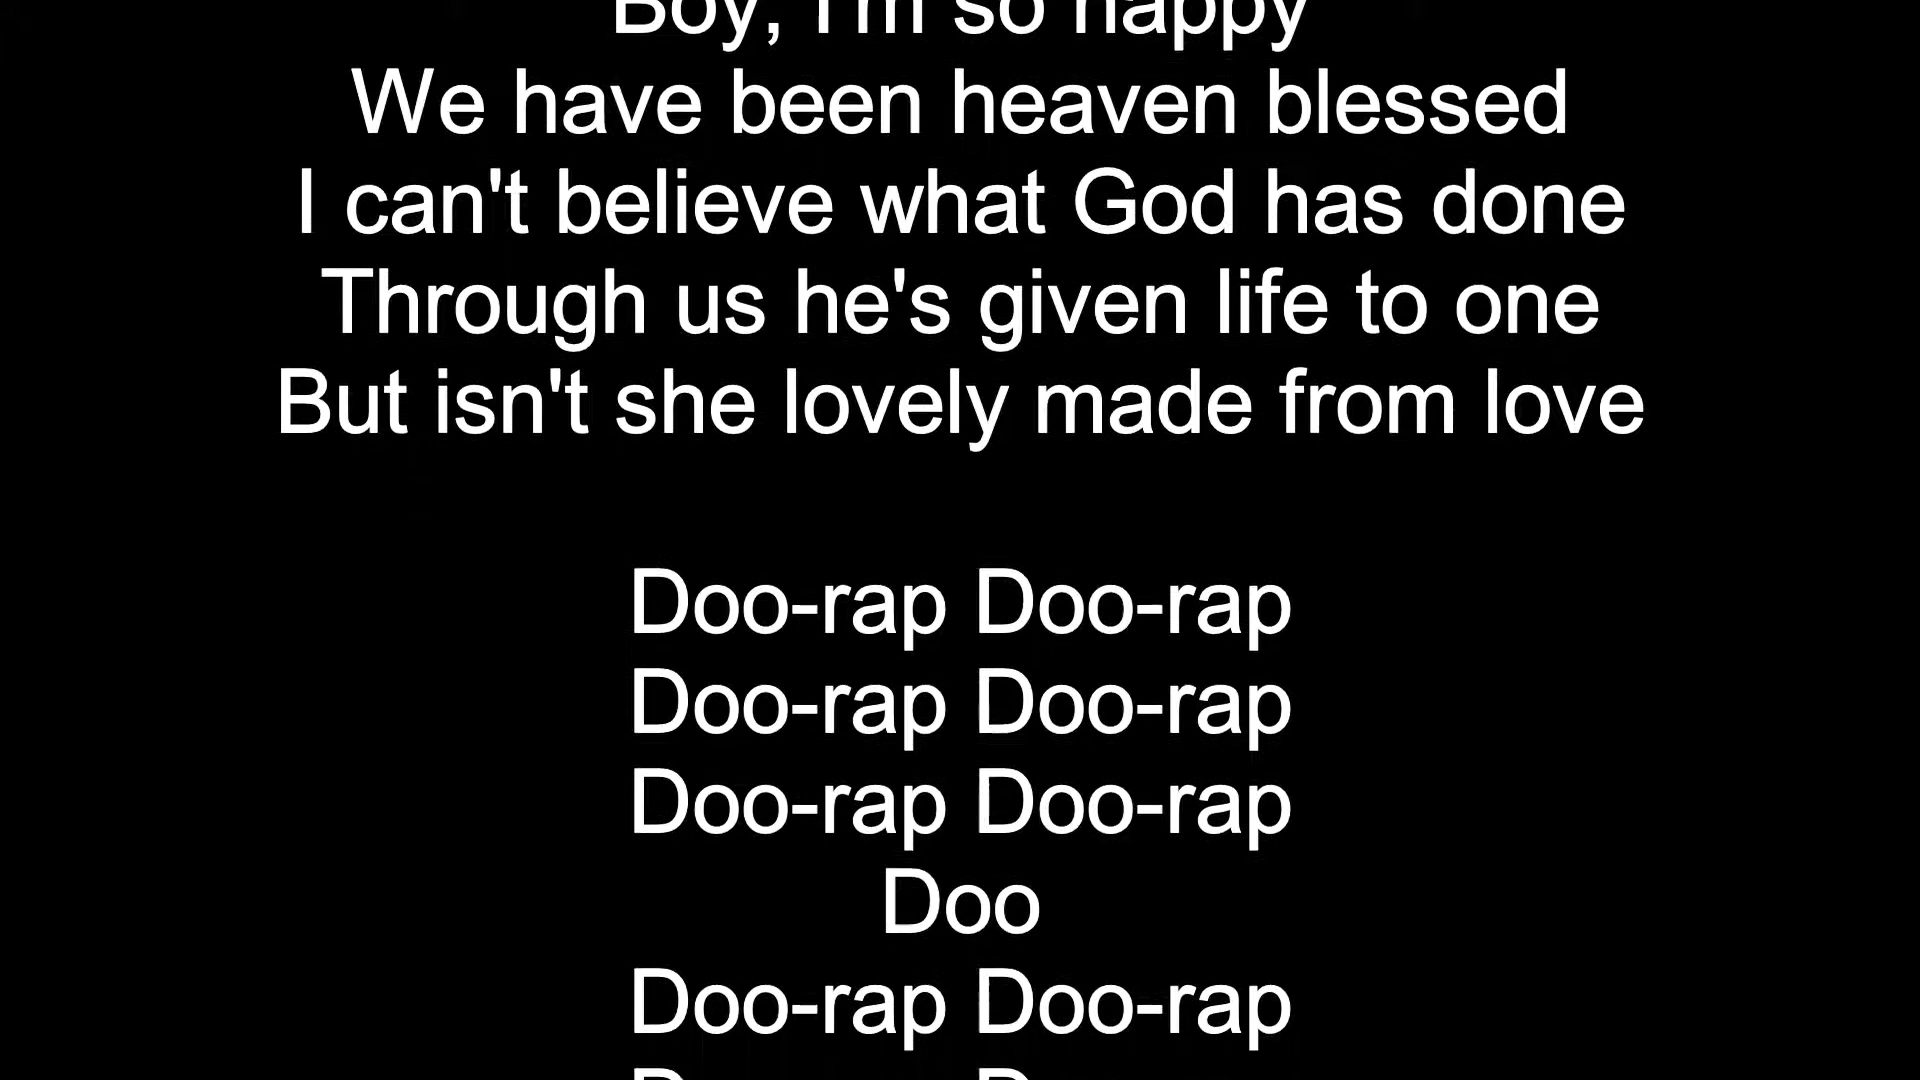 Boy, I'm so happy
We have been heaven blessed
I can't believe what God has done
Through us he's given life to one
But isn't she lovely made from love
Doo-rap Doo-rap
Doo-rap Doo-rap
Doo-rap Doo-rap
Doo
Doo-rap Doo-rap